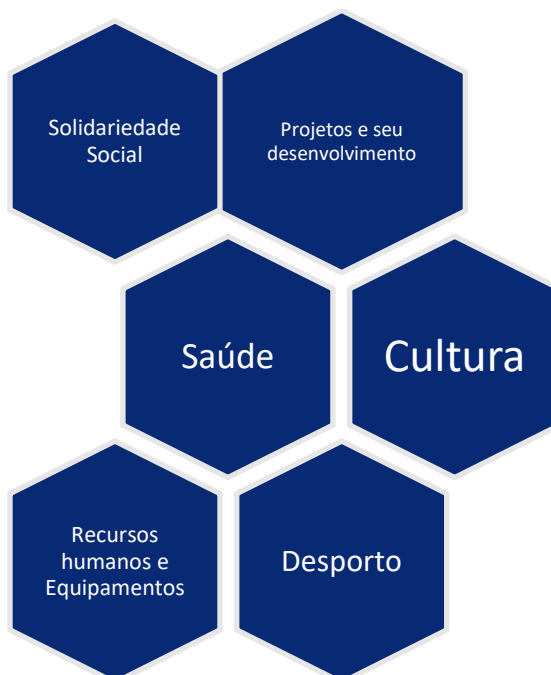 Solidariedade
Social
Projetos e seu
desenvolvimento
Saúde
Cultura
Recursos
humanos e
Equipamentos
Desporto